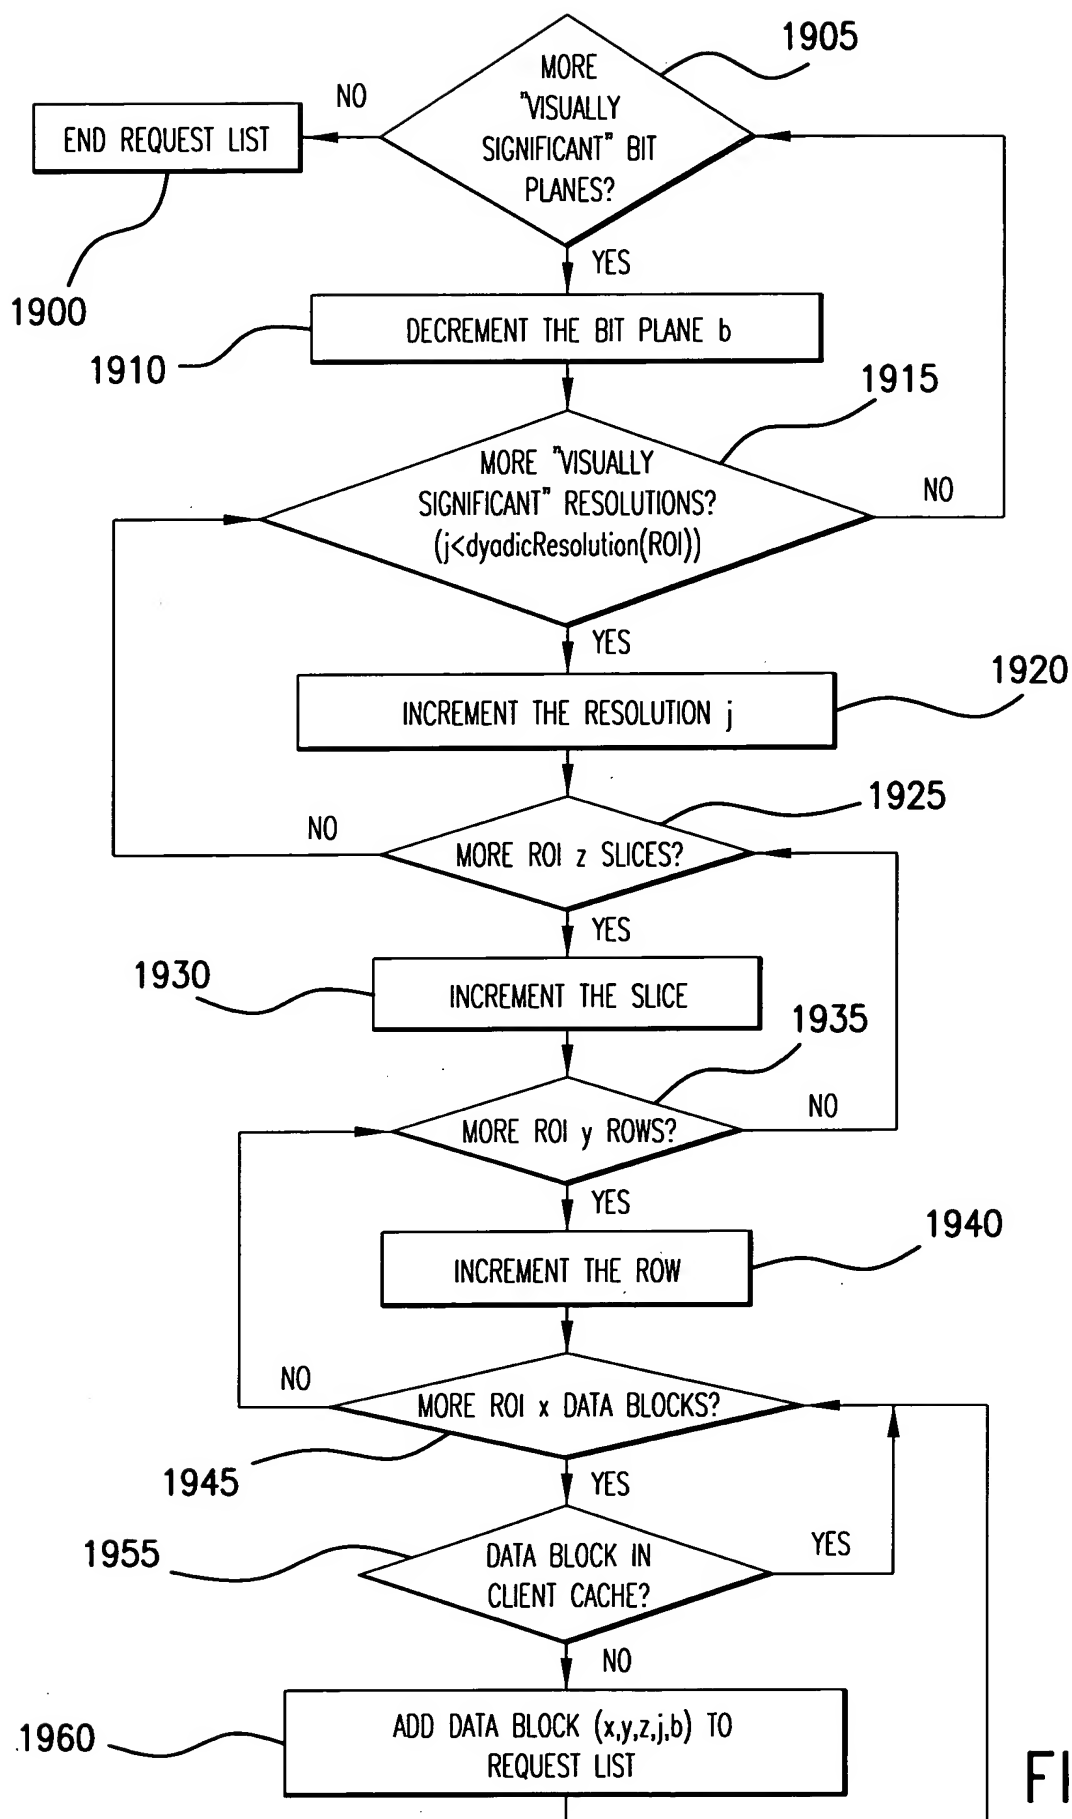 1905
MORE
"VISUALLY
SIGNIFICANT" BIT
PLANES?
NO
END REQUEST LIST
1900
YES
DECREMENT THE BIT PLANE b
1910
1915
MORE "VISUALLY
SIGNIFICANT" RESOLUTIONS?
(j<dyadicResolution(ROI))
NO
YES
1920
INCREMENT THE RESOLUTION j
1925
NO
MORE ROI z SLICES?
YES
1930
INCREMENT THE SLICE
1935
MORE ROI y ROWS?
NO
YES
1940
INCREMENT THE ROW
NO
MORE ROI x DATA BLOCKS?
1945
YES
1955
DATA BLOCK IN
CLIENT CACHE?
YES
NO
1960
ADD DATA BLOCK (x,y,z,j,b) TO
REQUEST LIST
FI